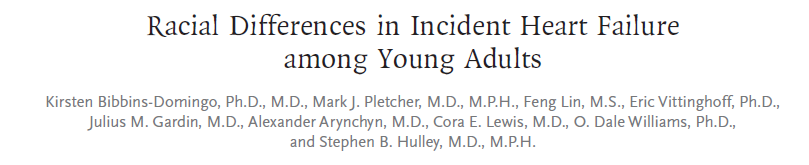 Racial Differences in Incident Heart Failure
among Young Adults
Kirsten Bibbins-Domingo, Ph.D., M.D., Mark J. Pletcher, M.D., M.P.H., Feng Lin, M.S., Eric Vittinghoff, Ph.D.,
Julius M. Gardin, M.D., Alexander Arynchyn, M.D., Cora E. Lewis, M.D., O. Dale Williams, Ph.D.,
and Stephen B. Hulley, M.D., M.P.H.